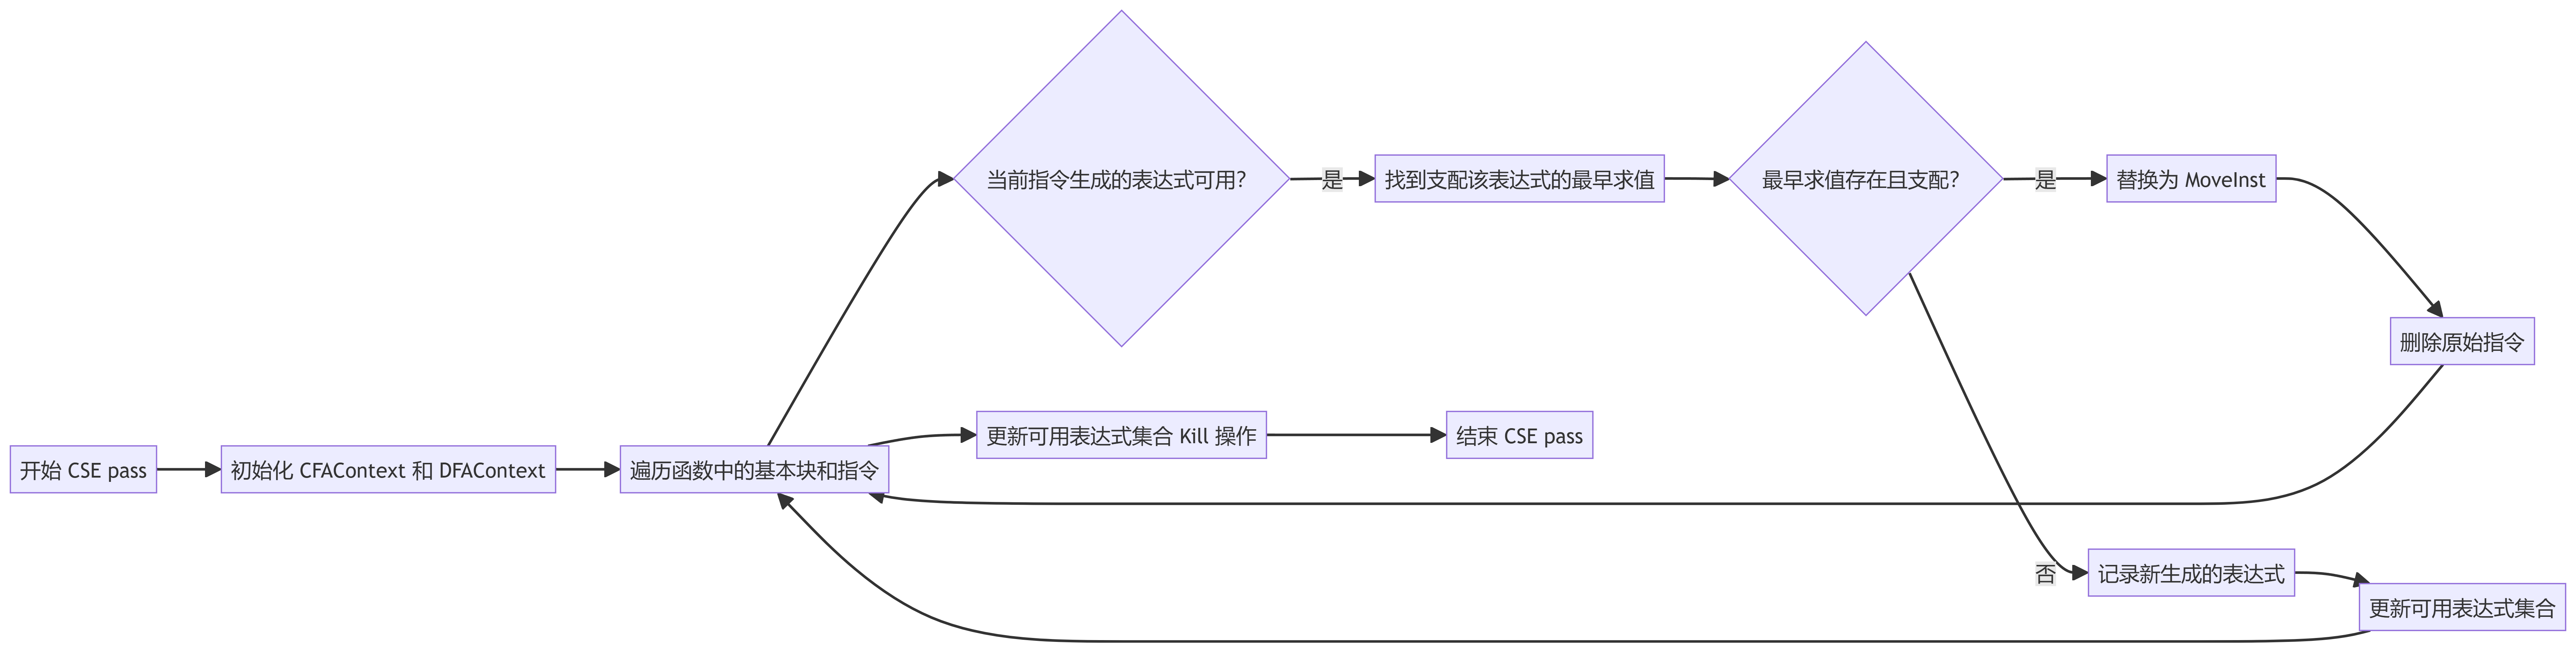 开始 CSE pass
初始化 CFAContext 和 DFAContext
遍历函数中的基本块和指令
当前指令生成的表达式可用？
是
找到支配该表达式的最早求值
最早求值存在且支配？
是
替换为 MoveInst
删除原始指令
更新可用表达式集合 Kill 操作
结束 CSE pass
否
记录新生成的表达式
更新可用表达式集合